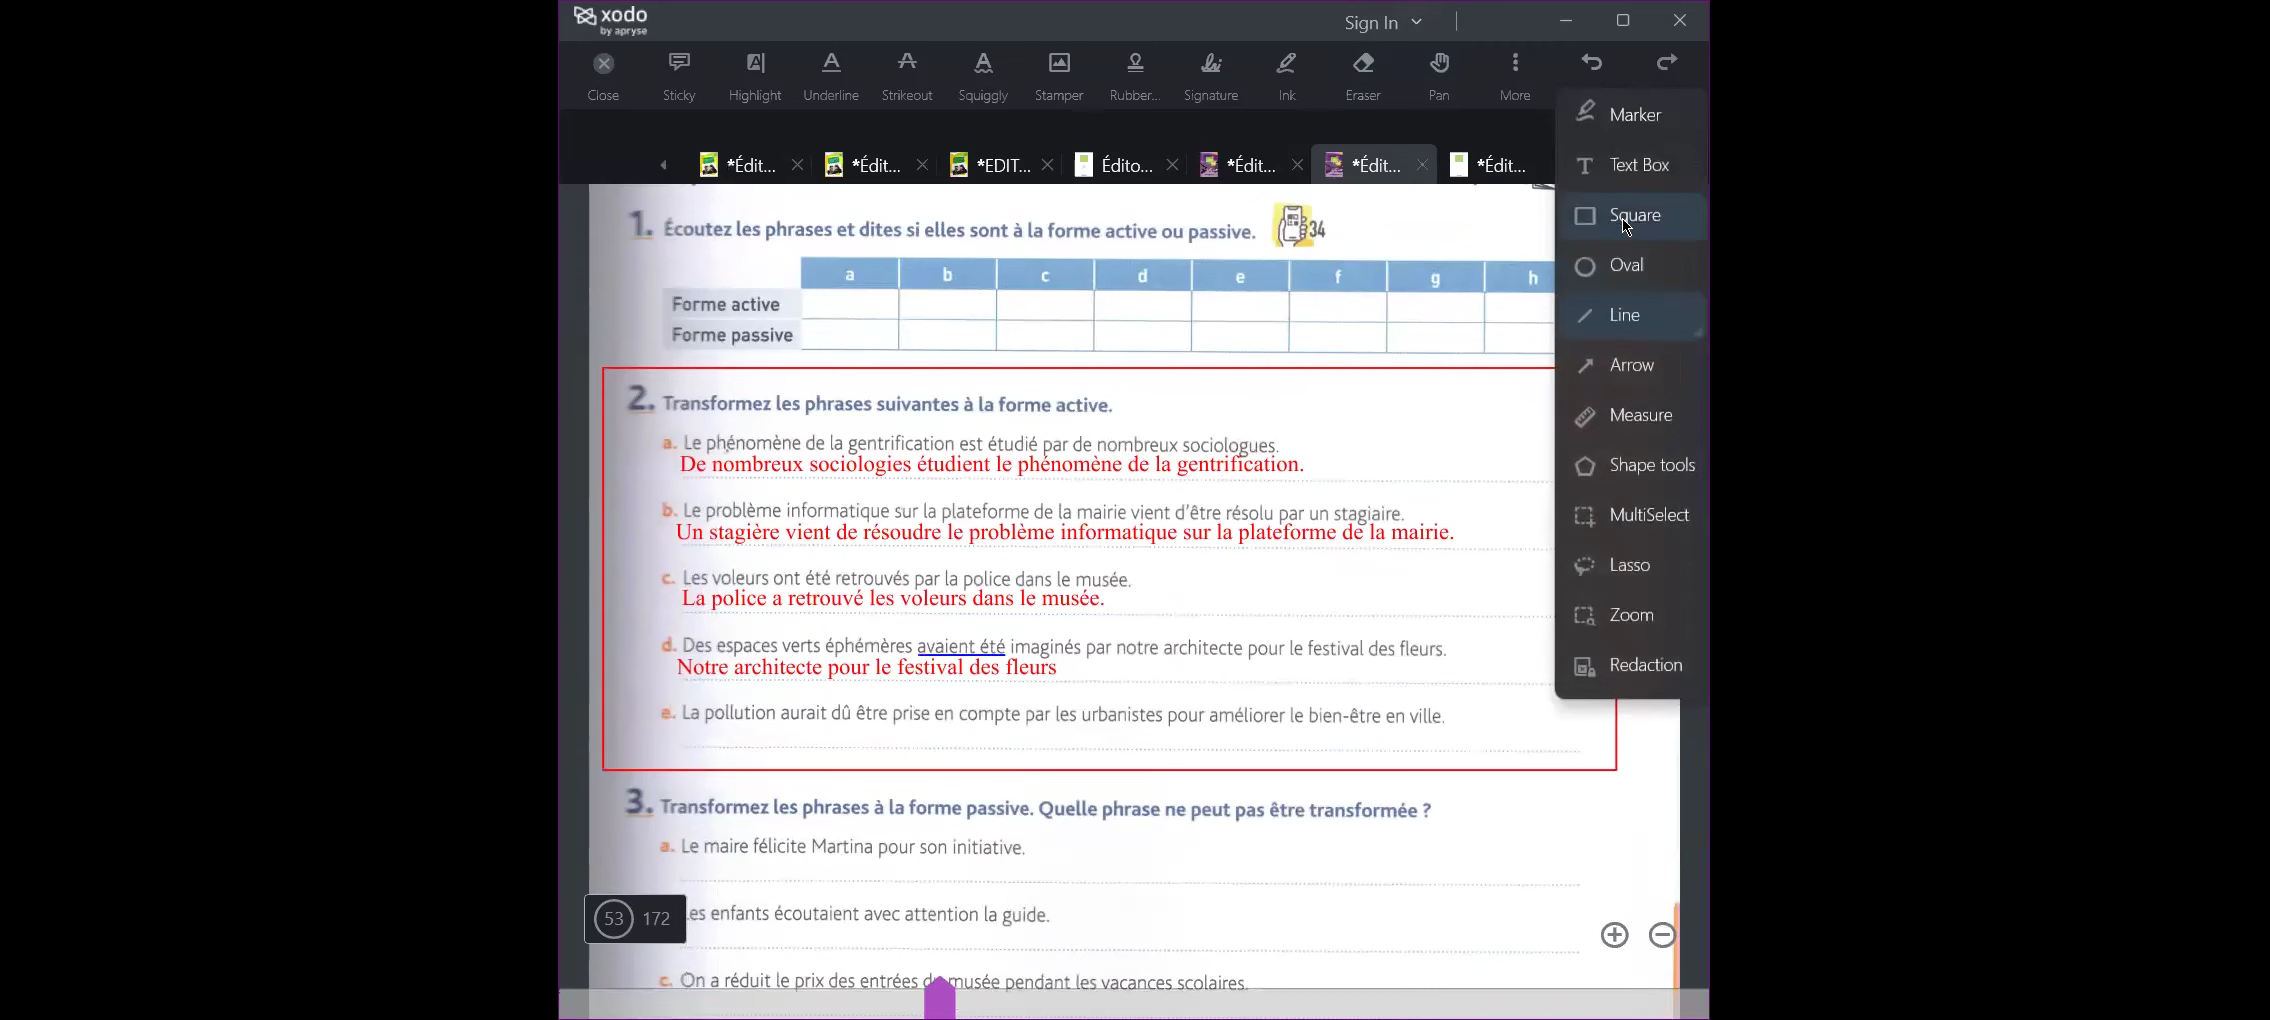 xodo
by apryse
Sign In
Close
Sticky
Highlight
Underline
Strikeout
Squiggly
Stamper
Rubber...
Signature
Ink
Eraser
Pan
More
*Édit...
*Édit...
*EDIT...
Édito...
*Édit...
*Édit...
*Édit...
Marker
Text Box
Square
Oval
Line
Arrow
Measure
Shape tools
MultiSelect
Lasso
Zoom
Redaction
1. Écoutez les phrases et dites si elles sont à la forme active ou passive. 34
a b c d e f g h
Forme active
Forme passive
2. Transformez les phrases suivantes à la forme active.
a. Le phénomène de la gentrification est étudié par de nombreux sociologues.
De nombreux sociologies étudient le phénomène de la gentrification.
b. Le problème informatique sur la plateforme de la mairie vient d'être résolu par un stagiaire.
Un stagière vient de résoudre le problème informatique sur la plateforme de la mairie.
c. Les voleurs ont été retrouvés par la police dans le musée.
La police a retrouvé les voleurs dans le musée.
d. Des espaces verts éphémères avaient été imaginés par notre architecte pour le festival des fleurs.
Notre architecte pour le festival des fleurs
e. La pollution aurait dû être prise en compte par les urbanistes pour améliorer le bien-être en ville.
3. Transformez les phrases à la forme passive. Quelle phrase ne peut pas être transformée ?
a. Le maire félicite Martina pour son initiative.
Les enfants écoutaient avec attention la guide.
c. On a réduit le prix des entrées du musée pendant les vacances scolaires.
53 172